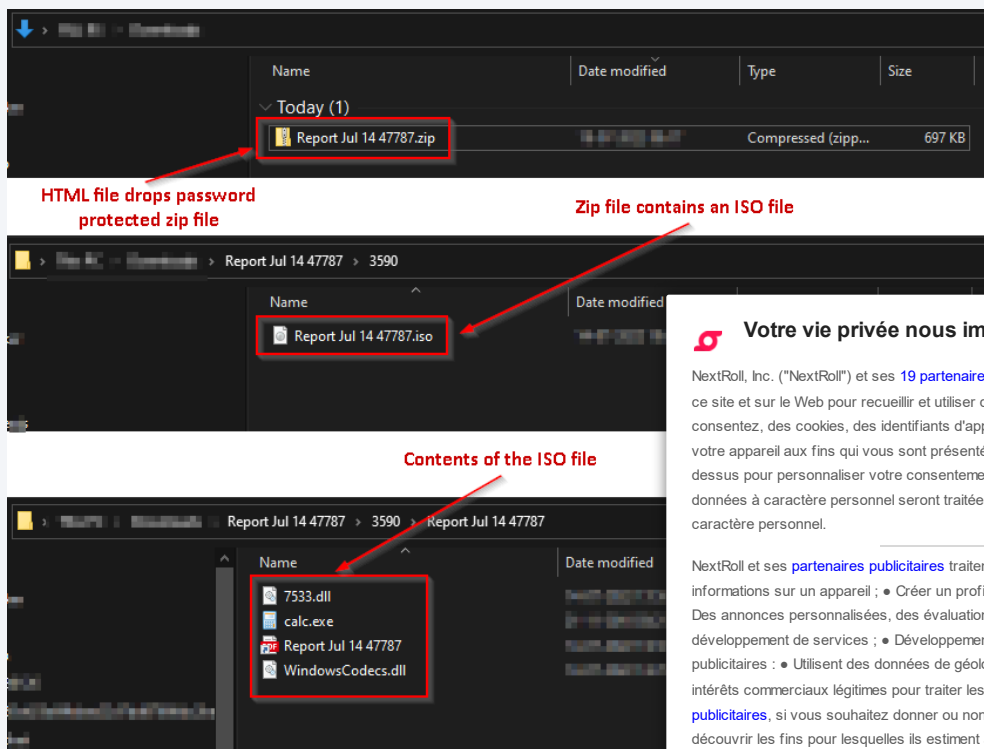 Name Date modified Type Size
Today (1)
Report Jul 14 47787.zip Compressed (zipp... 697 KB
HTML file drops password
protected zip file
Zip file contains an ISO file
Report Jul 14 47787 3590
Name Date modified
Report Jul 14 47787.iso
Votre vie privée nous im
NextRoll, Inc. ("NextRoll") et ses 19 partenaire
ce site et sur le Web pour recueillir et utiliser
consentez, des cookies, des identifiants d'app
votre appareil aux fins qui vous sont présenté
dessus pour personnaliser votre consenteme
données à caractère personnel seront traitée
caractère personnel.
Contents of the ISO file
Report Jul 14 47787 3590 Report Jul 14 47787
Name Date modified
7533.dll
calc.exe
Report Jul 14 47787
WindowsCodecs.dll
NextRoll et ses partenaires publicitaires traiter
informations sur un appareil ; ● Créer un profi
Des annonces personnalisées, des évaluation
développement de services ; ● Développemen
publicitaires : ● Utilisent des données de géolo
intérêts commerciaux légitimes pour traiter les
publicitaires, si vous souhaitez donner ou non
découvrir les fins pour lesquelles ils estiment